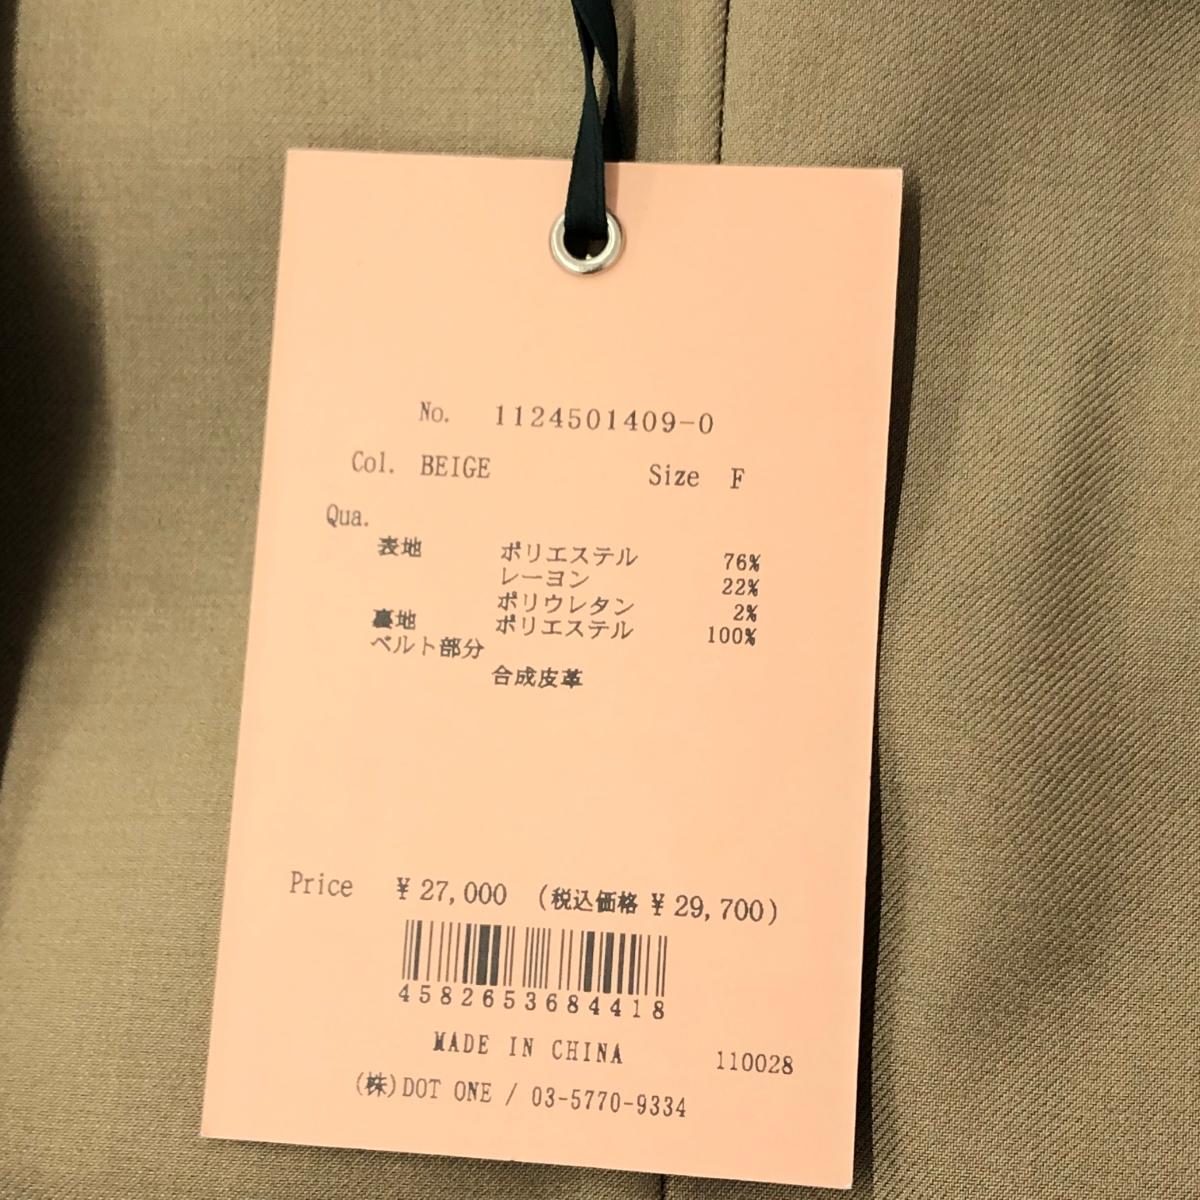 No. 1124501409-0
Col. BEIGE Size F
Qua.
表地 ポリエステル 76%
レーヨン 22%
ポリウレタン 2%
裏地 ポリエステル 100%
ベルト部分
合成皮革
Price ¥27,000 (税込価格 ¥29,700)
4582653684418
MADE IN CHINA 110028
(株)DOT ONE / 03-5770-9334